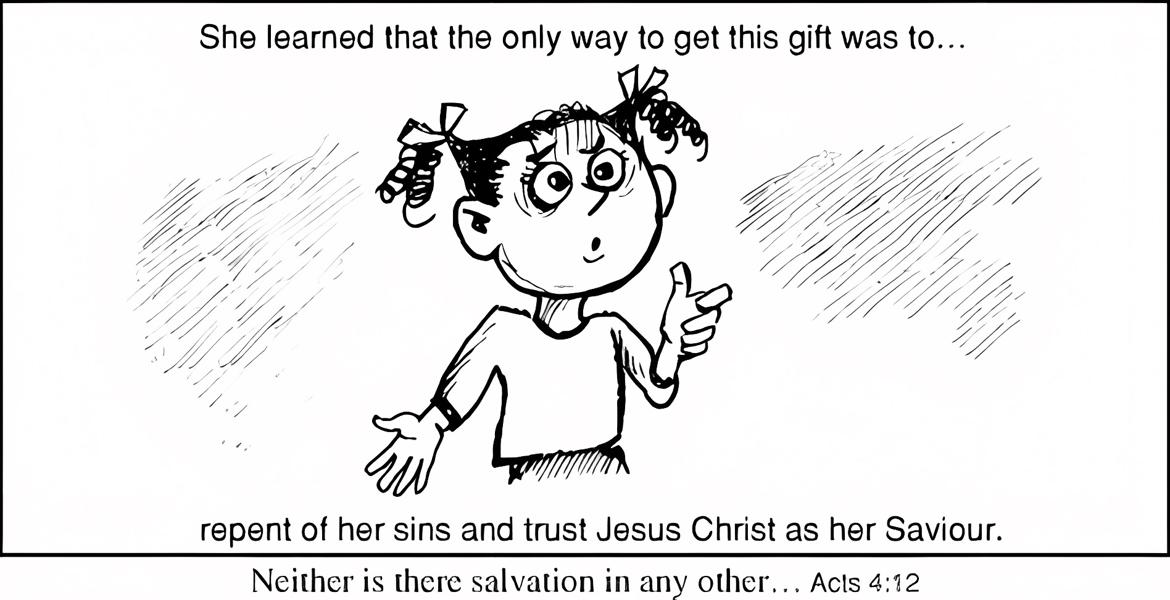 She learned that the only way to get this gift was to...
repent of her sins and trust Jesus Christ as her Saviour.
Neither is there salvation in any other... Acts 4:12